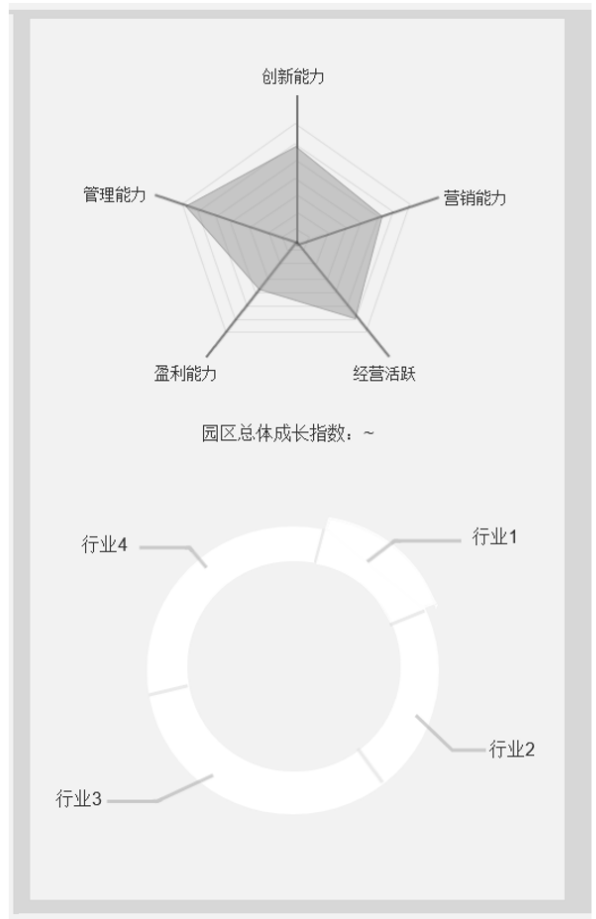 创新能力
管理能力
营销能力
盈利能力
经营活跃
园区总体成长指数：~
行业4
行业1
行业2
行业3